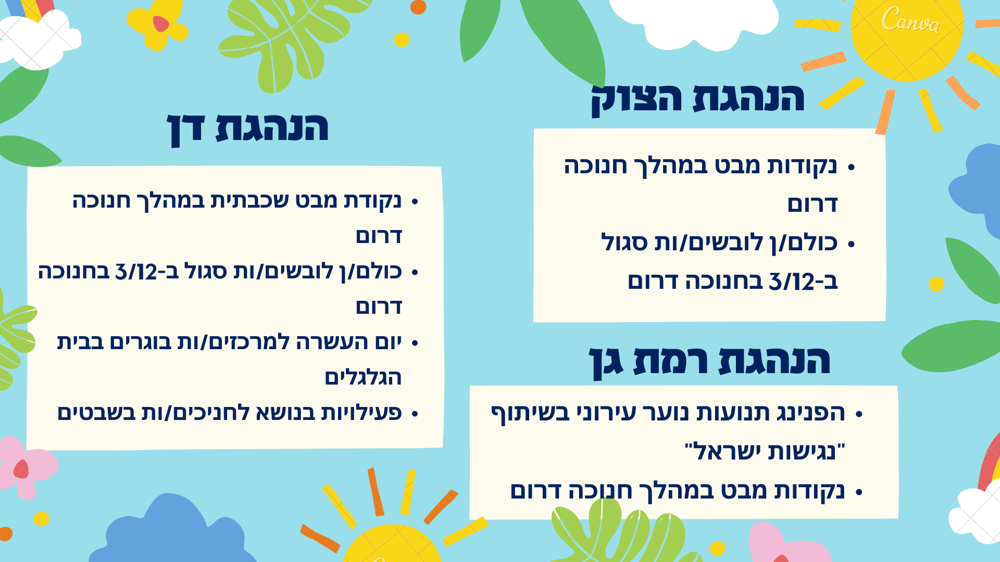 Canva
הנהגת הצוק
• נקודות מבט במהלך חנוכה
דרום
• כולם/ן לובשים/ות סגול
ב-3/12 בחנוכה דרום
הנהגת רמת גן
• הפנינג תנועות נוער עירוני בשיתוף
"נגישות ישראל"
• נקודות מבט במהלך חנוכה דרום
הנהגת דן
• נקודת מבט שכבתית במהלך חנוכה
דרום
• כולם/ן לובשים/ות סגול ב-3/12 בחנוכה
דרום
• יום העשרה למרכזים/ות בוגרים בבית
הגלגלים
• פעילויות בנושא לחניכים/ות בשבטים